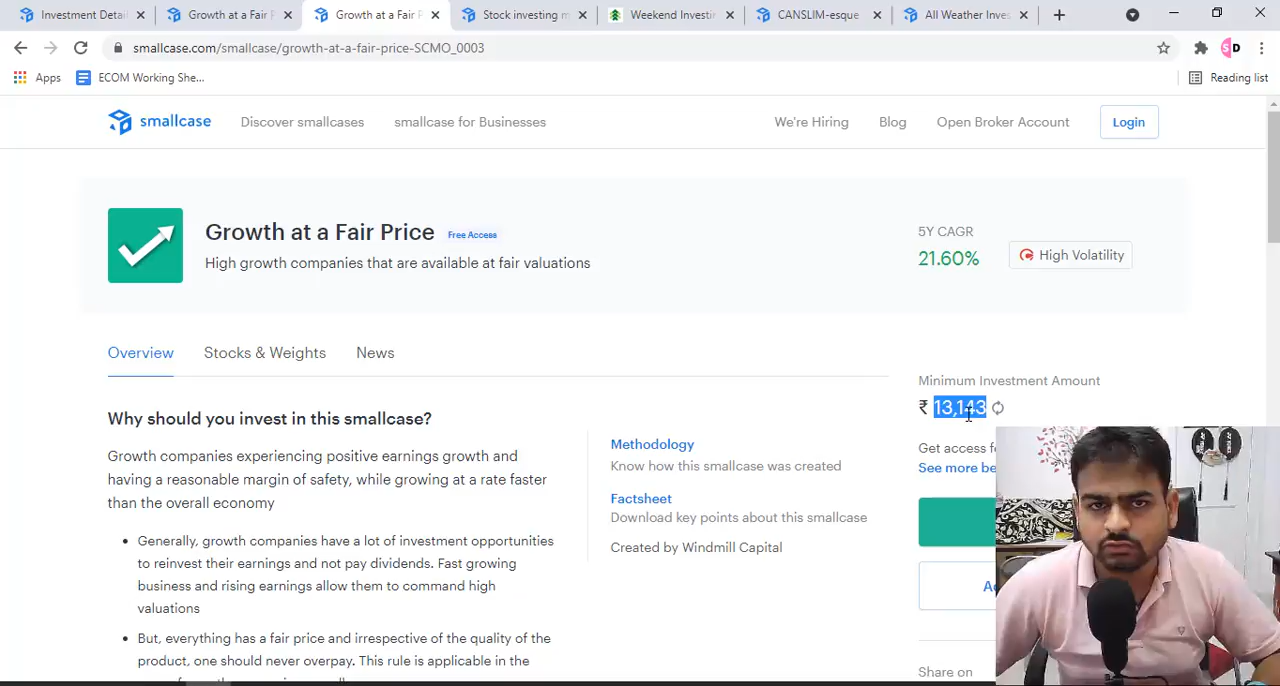 Investment Detai
Growth at a Fair P
Growth at a Fair P
Stock investing m
Weekend Investi
CANSLIM-esque
All Weather Inves
smallcase.com/smallcase/growth-at-a-fair-price-SCMO_0003
S D
Apps
ECOM Working She...
Reading list
smallcase
Discover smallcases
smallcase for Businesses
We're Hiring
Blog
Open Broker Account
Login
Growth at a Fair Price
Free Access
High growth companies that are available at fair valuations
5Y CAGR
21.60%
High Volatility
Overview
Stocks & Weights
News
Minimum Investment Amount
₹ 13,143
Why should you invest in this smallcase?
Growth companies experiencing positive earnings growth and
having a reasonable margin of safety, while growing at a rate faster
than the overall economy
• Generally, growth companies have a lot of investment opportunities
to reinvest their earnings and not pay dividends. Fast growing
business and rising earnings allow them to command high
valuations
• But, everything has a fair price and irrespective of the quality of the
product, one should never overpay. This rule is applicable in the
Methodology
Know how this smallcase was created
Factsheet
Download key points about this smallcase
Created by Windmill Capital
Get access f
See more be
A
Share on